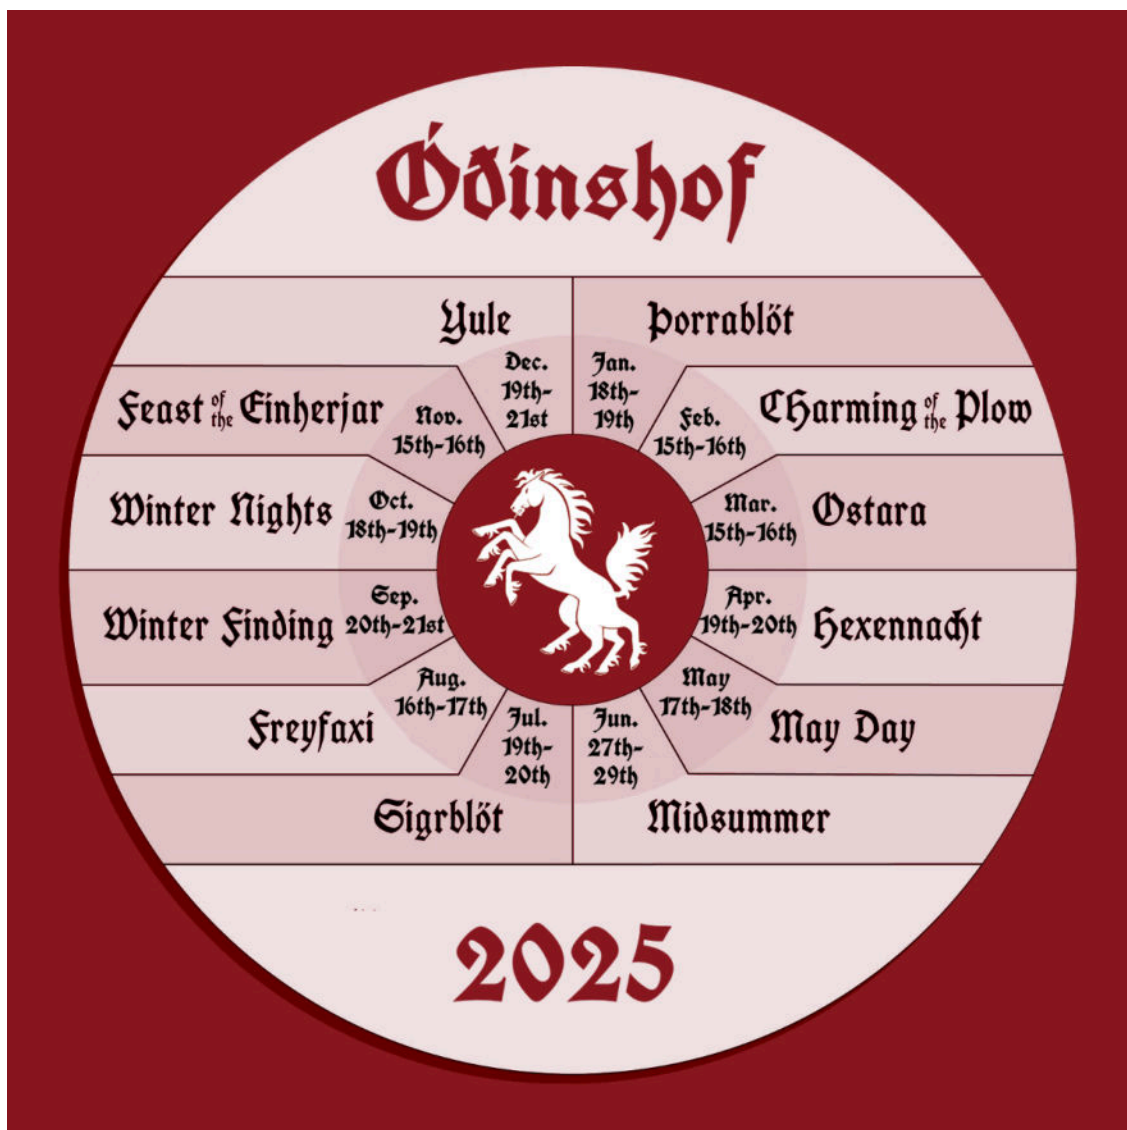 Óðinshof
Yule
Dec.
19th-
21st
Þorrablót
Jan.
18th-
19th
Feast of the Einherjar
Nov.
15th-16th
CHarming of the Plow
Feb.
15th-16th
Winter Nights
Oct.
18th-19th
Ostara
Mar.
15th-16th
Winter Finding
Sep.
20th-21st
Hexennacht
Apr.
19th-20th
Freyfaxi
Aug.
16th-17th
May Day
May
17th-18th
Sigrblót
Jul.
19th-
20th
Midsummer
Jun.
27th-
29th
2025